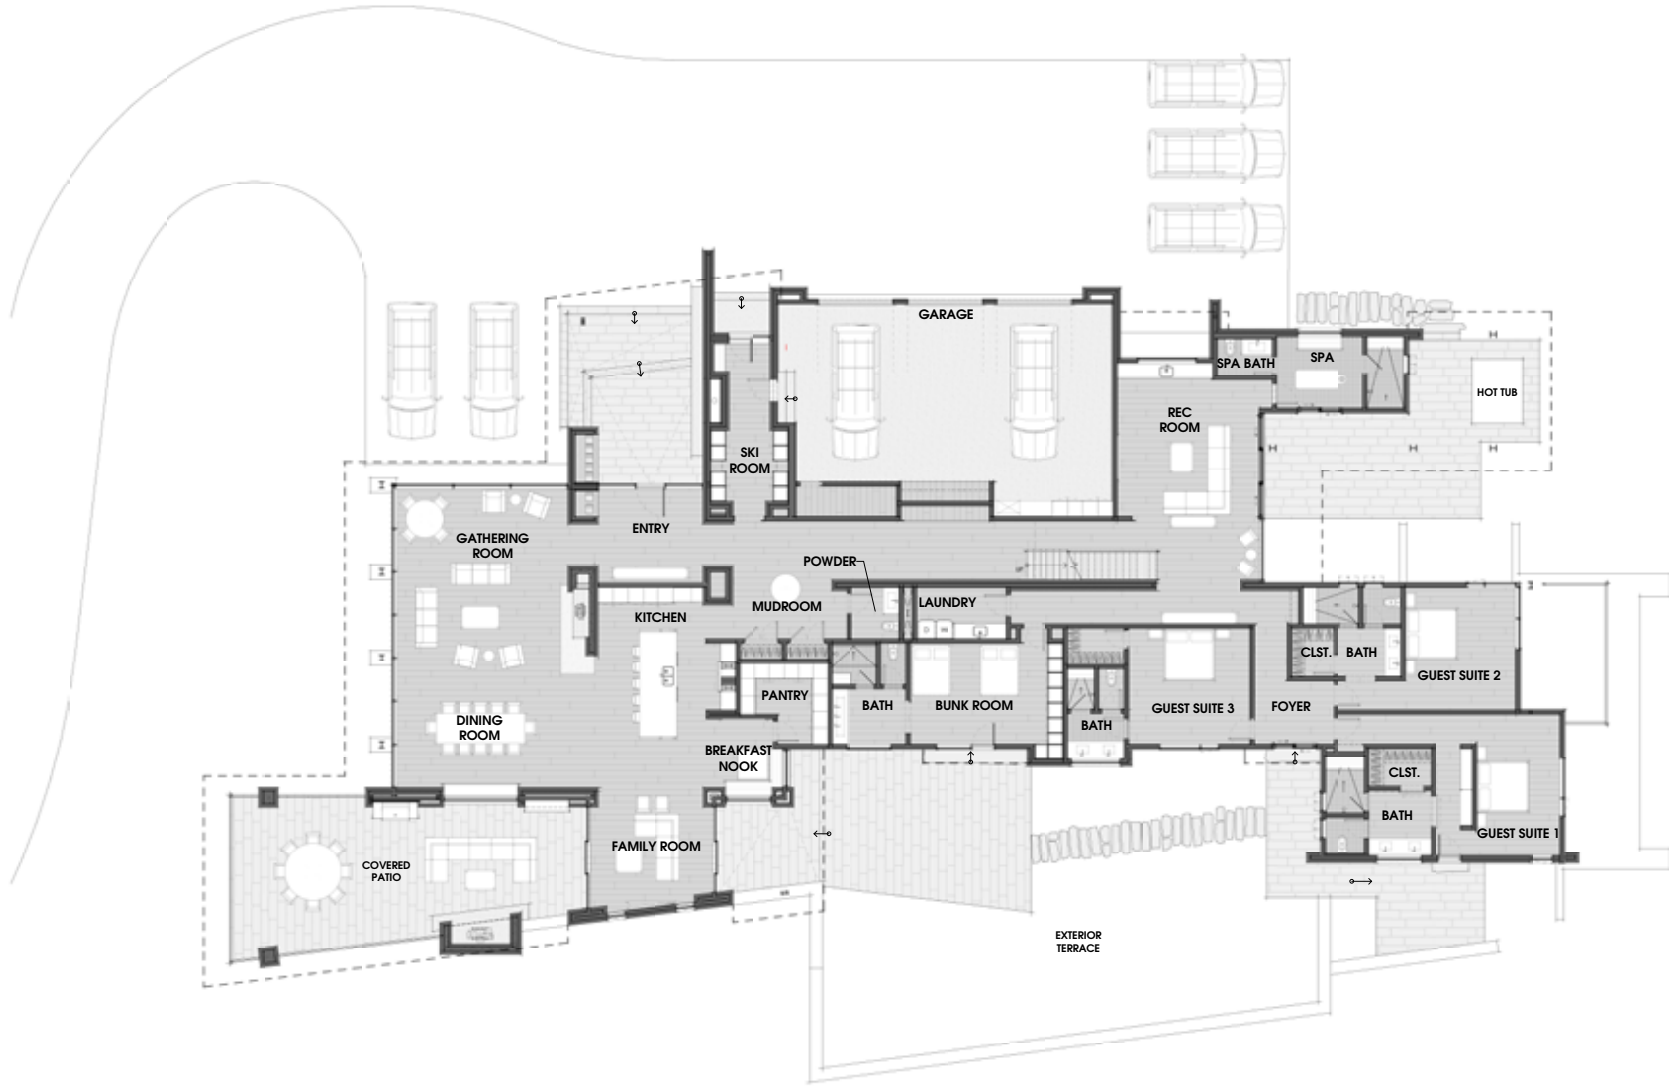 GARAGE
SPA BATH
SPA
HOT TUB
REC
ROOM
SKI
ROOM
ENTRY
GATHERING
ROOM
POWDER
MUDROOM
LAUNDRY
KITCHEN
CLST.
BATH
GUEST SUITE 2
PANTRY
BATH
BUNK ROOM
GUEST SUITE 3
FOYER
BATH
DINING
ROOM
BREAKFAST
NOOK
CLST.
BATH
GUEST SUITE 1
FAMILY ROOM
COVERED
PATIO
EXTERIOR
TERRACE